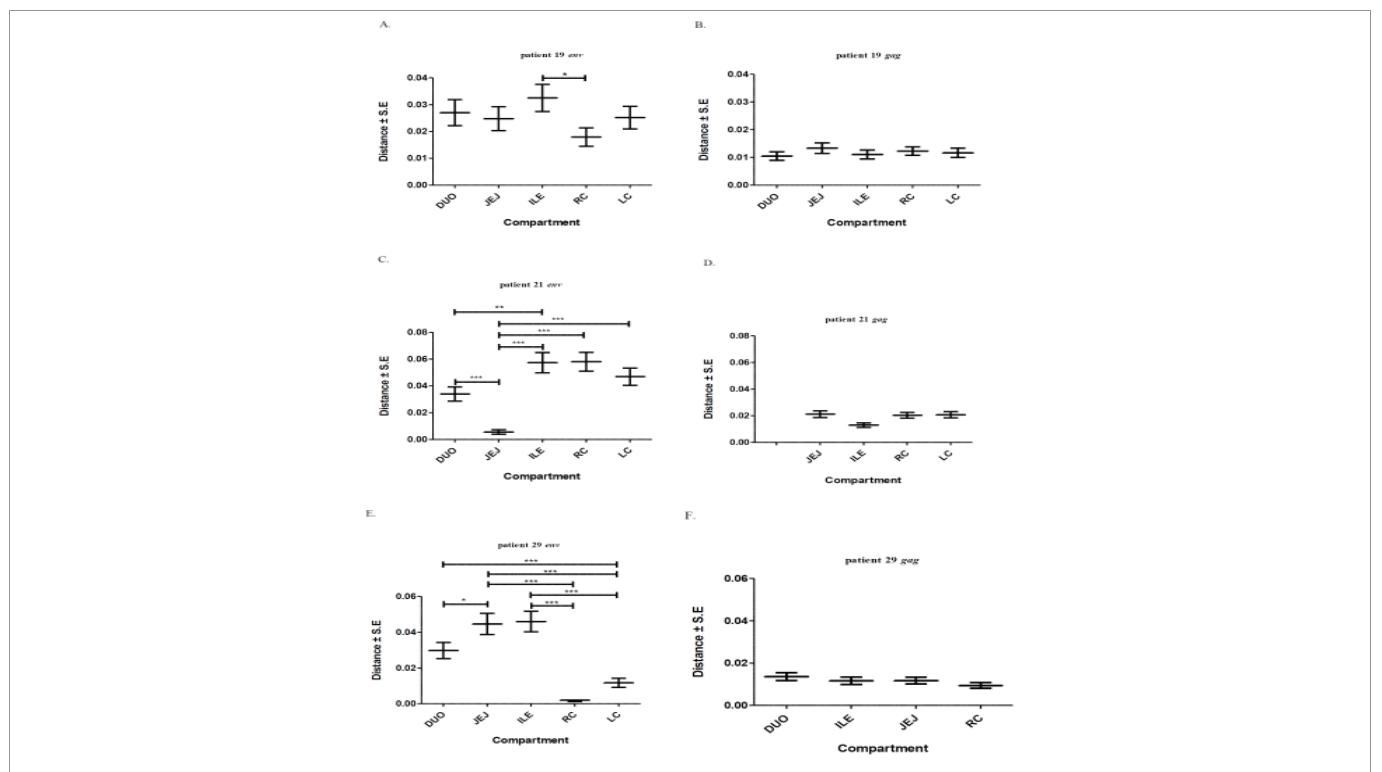 A.
patient 19 env
*
0.04
0.03
0.02
0.01
0.00
Distance ± S.E
DUO JEJ ILE RC LC
Compartment
B.
patient 19 gag
0.04
0.03
0.02
0.01
0.00
Distance ± S.E
DUO JEJ ILE RC LC
Compartment
C.
patient 21 env
**
***
***
***
***
0.08
0.06
0.04
0.02
0.00
Distance ± S.E
DUO JEJ ILE RC LC
Compartment
D.
patient 21 gag
0.08
0.06
0.04
0.02
0.00
Distance ± S.E
JEJ ILE RC LC
Compartment
E.
patient 29 env
***
***
***
***
*
***
0.06
0.04
0.02
0.00
Distance ± S.E
DUO JEJ ILE RC LC
Compartment
F.
patient 29 gag
0.06
0.04
0.02
0.00
Distance ± S.E
DUO ILE JEJ RC
Compartment